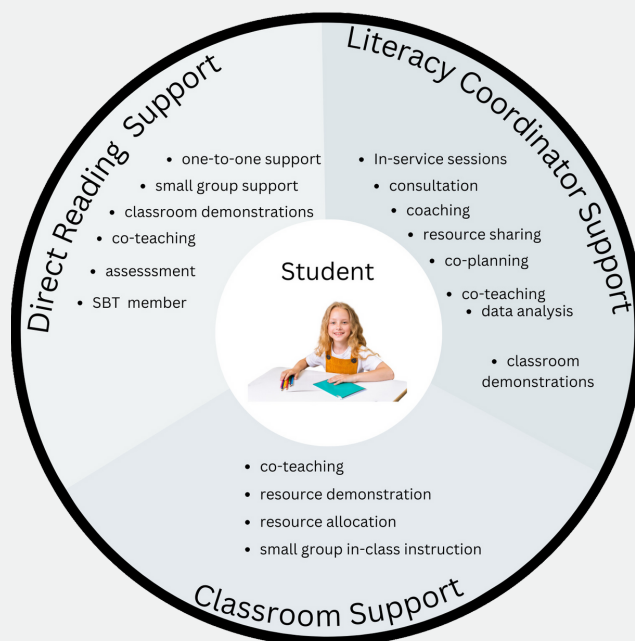 Direct Reading Support
• one-to-one support
• small group support
• classroom demonstrations
• co-teaching
• assesssment
• SBT member
Literacy Coordinator Support
• In-service sessions
• consultation
• coaching
• resource sharing
• co-planning
• co-teaching
• data analysis
• classroom
demonstrations
Student
• co-teaching
• resource demonstration
• resource allocation
• small group in-class instruction
Classroom Support